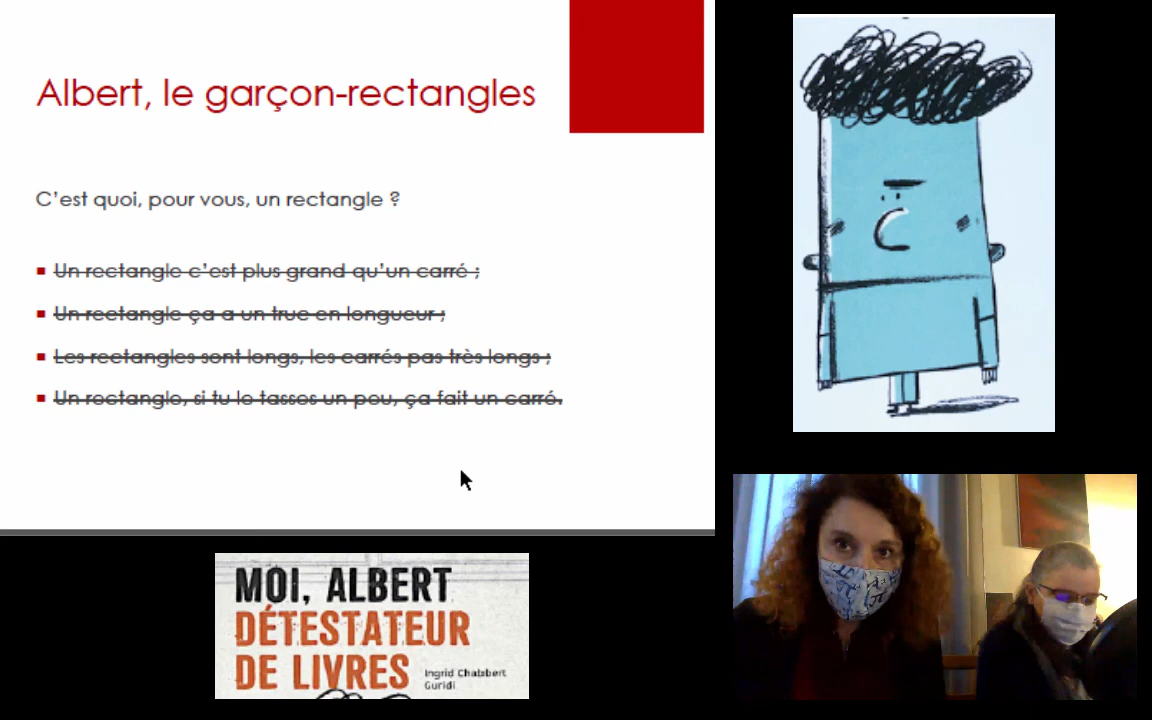 Albert, le garçon-rectangles
C'est quoi, pour vous, un rectangle ?
Un rectangle c'est plus grand qu'un carré ;
Un rectangle ça a un true en longueur ;
Les rectangles sont longs, les carrés pas très longs ;
Un rectangle, si tu le tasses un peu, ça fait un carré.
MOI, ALBERT
DÉTESTATEUR
DE LIVRES
Ingrid Chabbert
Guridi